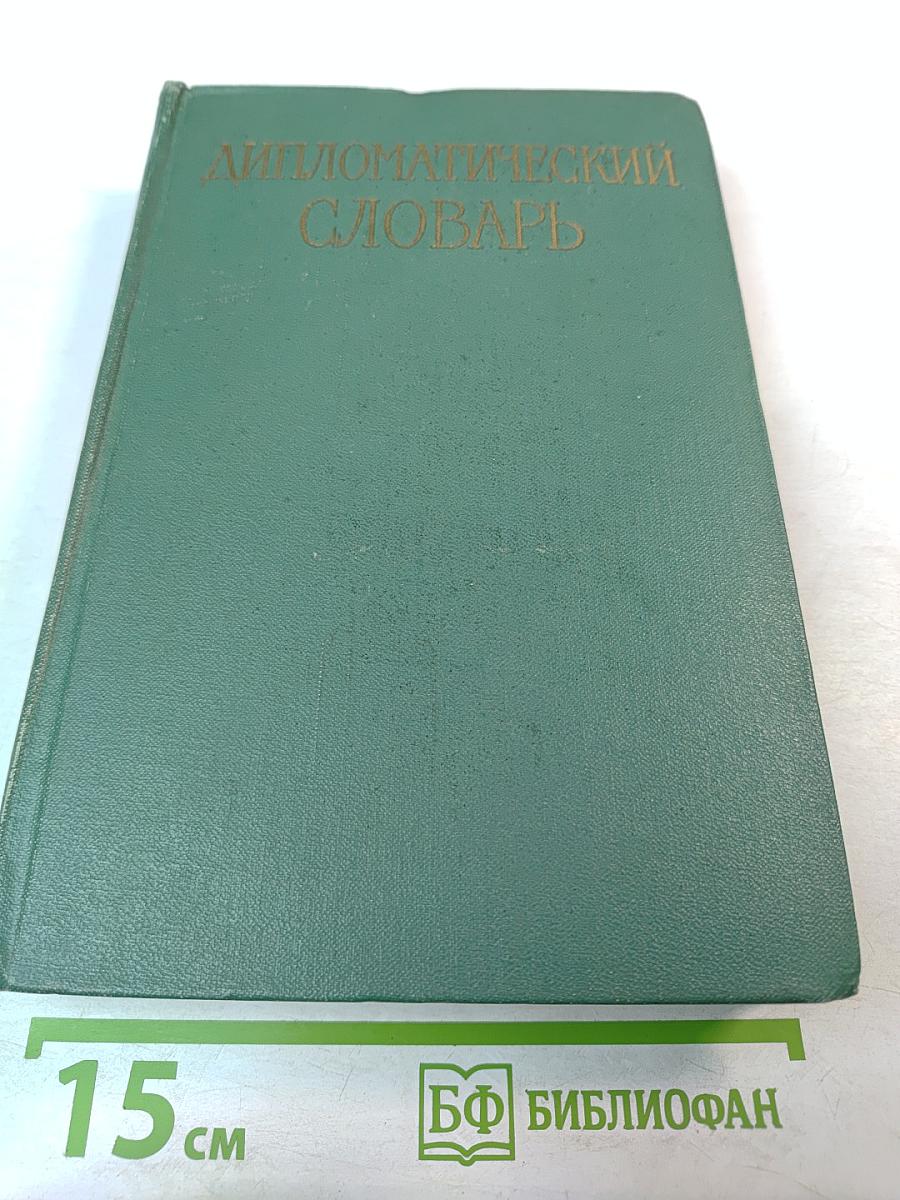 ДИПЛОМАТИЧЕСКИЙ
СЛОВАРЬ
15 см
БФ БИБЛИОФАН